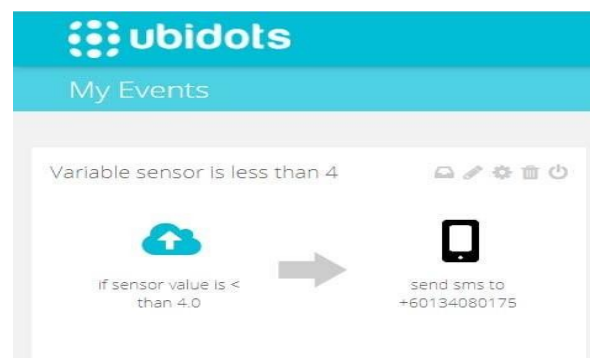 ubidots
My Events
Variable sensor is less than 4
if sensor value is <
than 4.0
send sms to
+60134080175